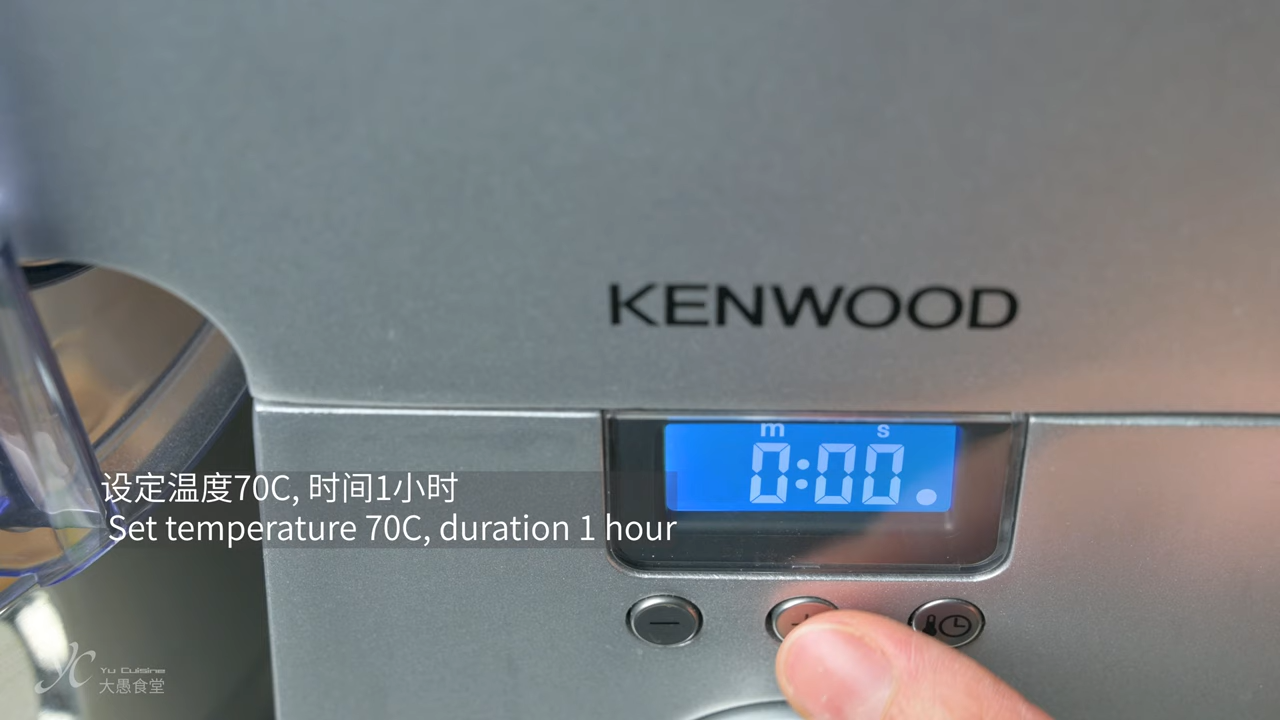 KENWOOD
m s
0:00
设定温度70C, 时间1小时
Set temperature 70C, duration 1 hour
YC
Yu Cuisine
大愚食堂